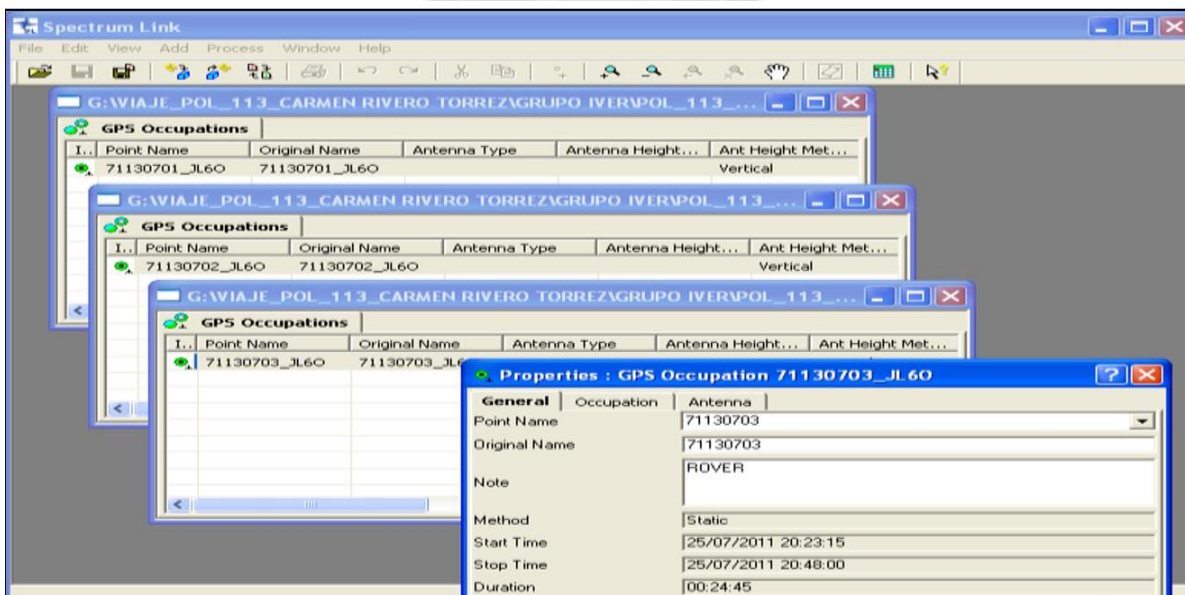 Spectrum Link
File Edit View Add Process Window Help
G:\VIAJE_POL_113_CARMEN RIVERO TORREZ\GRUPO IVER\POL_113_...
GPS Occupations
I.. Point Name Original Name Antenna Type Antenna Height... Ant Height Met...
71130701_JL6O 71130701_JL6O Vertical
G:\VIAJE_POL_113_CARMEN RIVERO TORREZ\GRUPO IVER\POL_113_...
GPS Occupations
I.. Point Name Original Name Antenna Type Antenna Height... Ant Height Met...
71130702_JL6O 71130702_JL6O Vertical
G:\VIAJE_POL_113_CARMEN RIVERO TORREZ\GRUPO IVER\POL_113_...
GPS Occupations
I.. Point Name Original Name Antenna Type Antenna Height... Ant Height Met...
71130703_JL6O 71130703_JL6
Properties : GPS Occupation 71130703_JL6O
General Occupation Antenna
Point Name 71130703
Original Name 71130703
Note ROVER
Method Static
Start Time 25/07/2011 20:23:15
Stop Time 25/07/2011 20:48:00
Duration 00:24:45